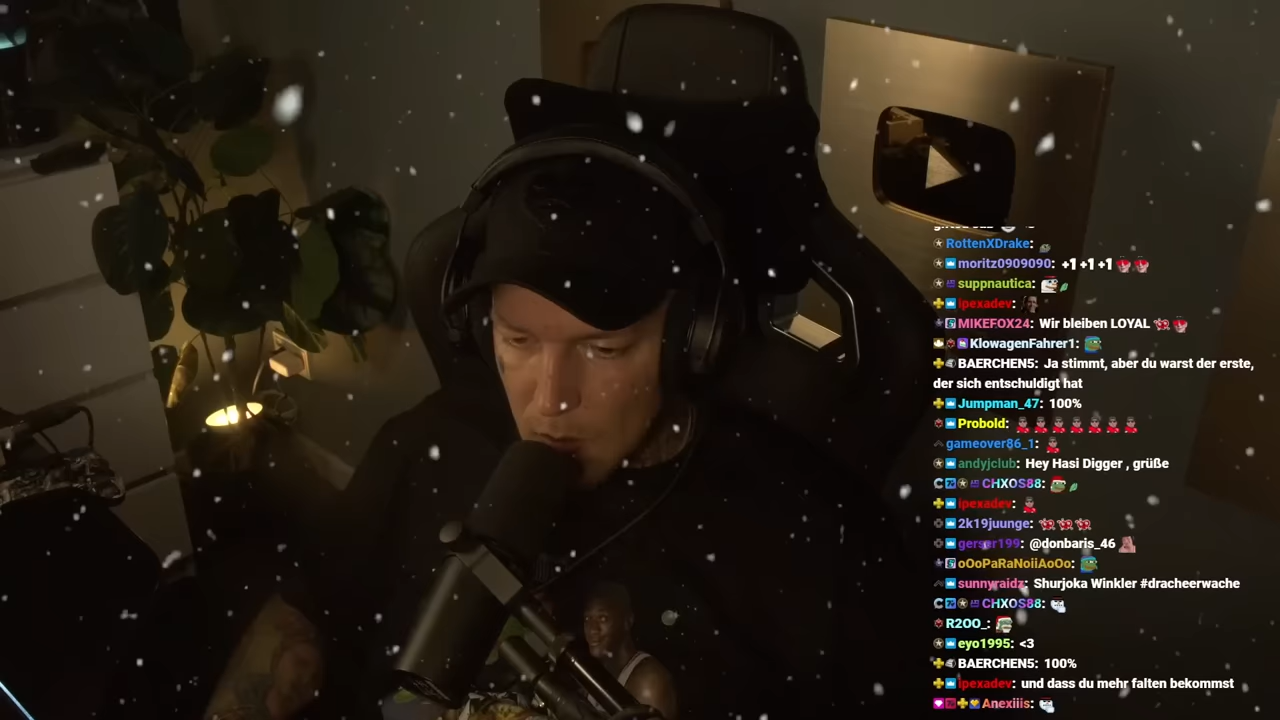 RottenXDrake:
moritz0909090: +1 +1 +1
suppnautica:
ipexadev:
MIKEFOX24: Wir bleiben LOYAL
KlowagenFahrer1:
BAERCHEN5: Ja stimmt, aber du warst der erste,
der sich entschuldigt hat
Jumpman_47: 100%
Probold:
gameover86_1:
andyjclub: Hey Hasi Digger , grüße
CHXOS88:
ipexadev:
2k19juunge:
gerser199: @donbaris_46
oOoPaRaNoiiAoOo:
sunnyraidz: Shurjoka Winkler #dracheerwache
CHXOS88:
R2OO_:
eyo1995: <3
BAERCHEN5: 100%
ipexadev: und dass du mehr falten bekommst
Anexiiis: